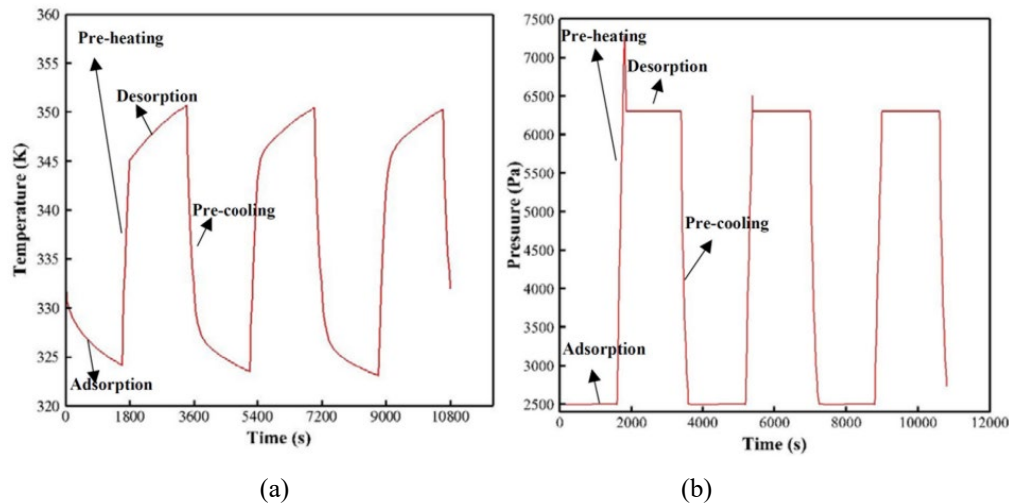 360
355
350
345
340
335
330
325
320
Temperature (K)
Pre-heating
Desorption
Pre-cooling
Adsorption
0 1800 3600 5400 7200 9000 10800
Time (s)
(a)
7500
7000
6500
6000
5500
5000
4500
4000
3500
3000
2500
Presuure (Pa)
Pre-heating
Desorption
Pre-cooling
Adsorption
0 2000 4000 6000 8000 10000 12000
Time (s)
(b)